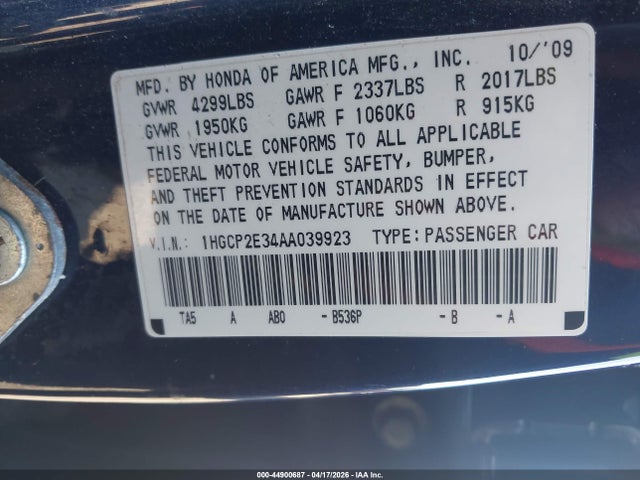 MFD. BY HONDA OF AMERICA MFG., INC. 10/'09
GVWR 4299LBS GAWR F 2337LBS R 2017LBS
GVWR 1950KG GAWR F 1060KG R 915KG
THIS VEHICLE CONFORMS TO ALL APPLICABLE
FEDERAL MOTOR VEHICLE SAFETY, BUMPER,
AND THEFT PREVENTION STANDARDS IN EFFECT
ON THE DATE OF MANUFACTURE SHOWN ABOVE.
V.I.N.: 1HGCP2E34AA039923 TYPE: PASSENGER CAR
TA5 A AB0 - B536P - B - A
000-44900687 - 04/17/2026 - IAA Inc.